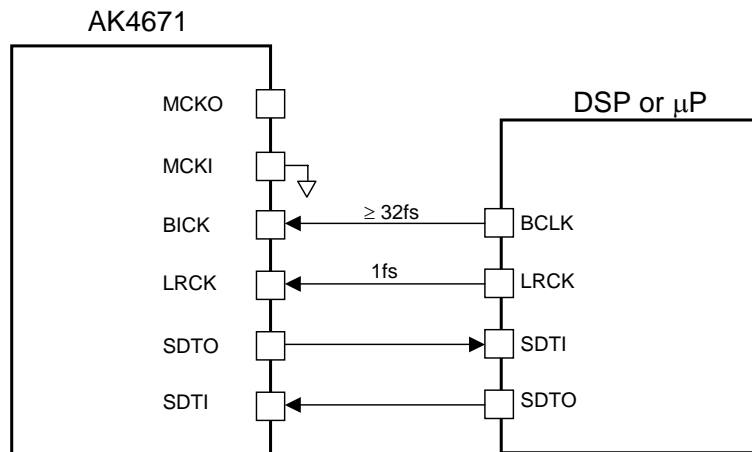 AK4671
DSP or μP
MCKO
MCKI
BICK
≥ 32fs
BCLK
LRCK
1fs
LRCK
SDTO
SDTI
SDTI
SDTO